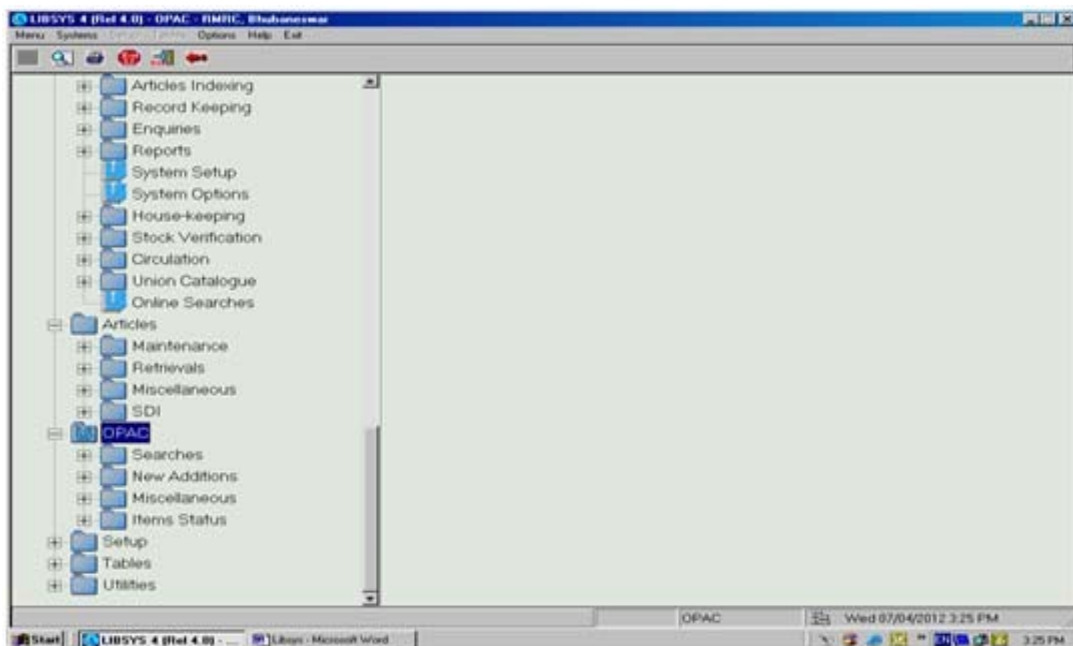 LIBSYS 4 (Rel 4.0) - OPAC - RMRC, Bhubaneswar
Menu Systems Setup Tables Options Help Exit
Articles Indexing
Record Keeping
Enquiries
Reports
System Setup
System Options
House-keeping
Stock Verification
Circulation
Union Catalogue
Online Searches
Articles
Maintenance
Retrievals
Miscellaneous
SDI
OPAC
Searches
New Additions
Miscellaneous
Items Status
Setup
Tables
Utilities
OPAC Wed 07/04/2012 3:25 PM
Start LIBSYS 4 (Rel 4.0) - ... Libsys - Microsoft Word EN 3:25 PM